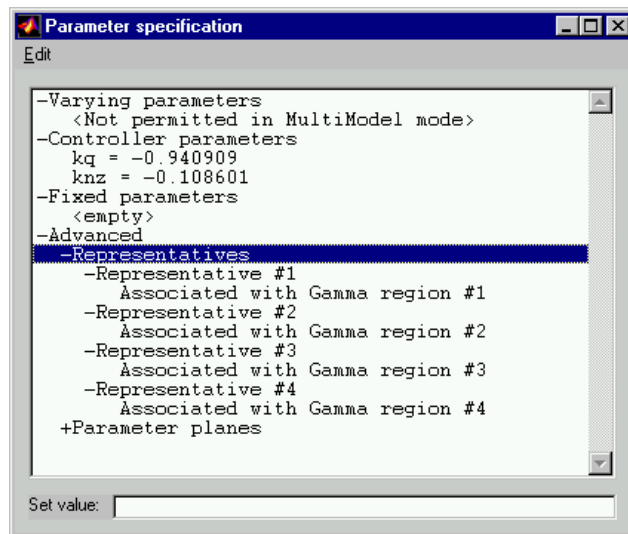 Parameter specification
Edit
-Varying parameters
<Not permitted in MultiModel mode>
-Controller parameters
kq = -0.940909
knz = -0.108601
-Fixed parameters
<empty>
-Advanced
-Representatives
-Representative #1
Associated with Gamma region #1
-Representative #2
Associated with Gamma region #2
-Representative #3
Associated with Gamma region #3
-Representative #4
Associated with Gamma region #4
+Parameter planes
Set value: